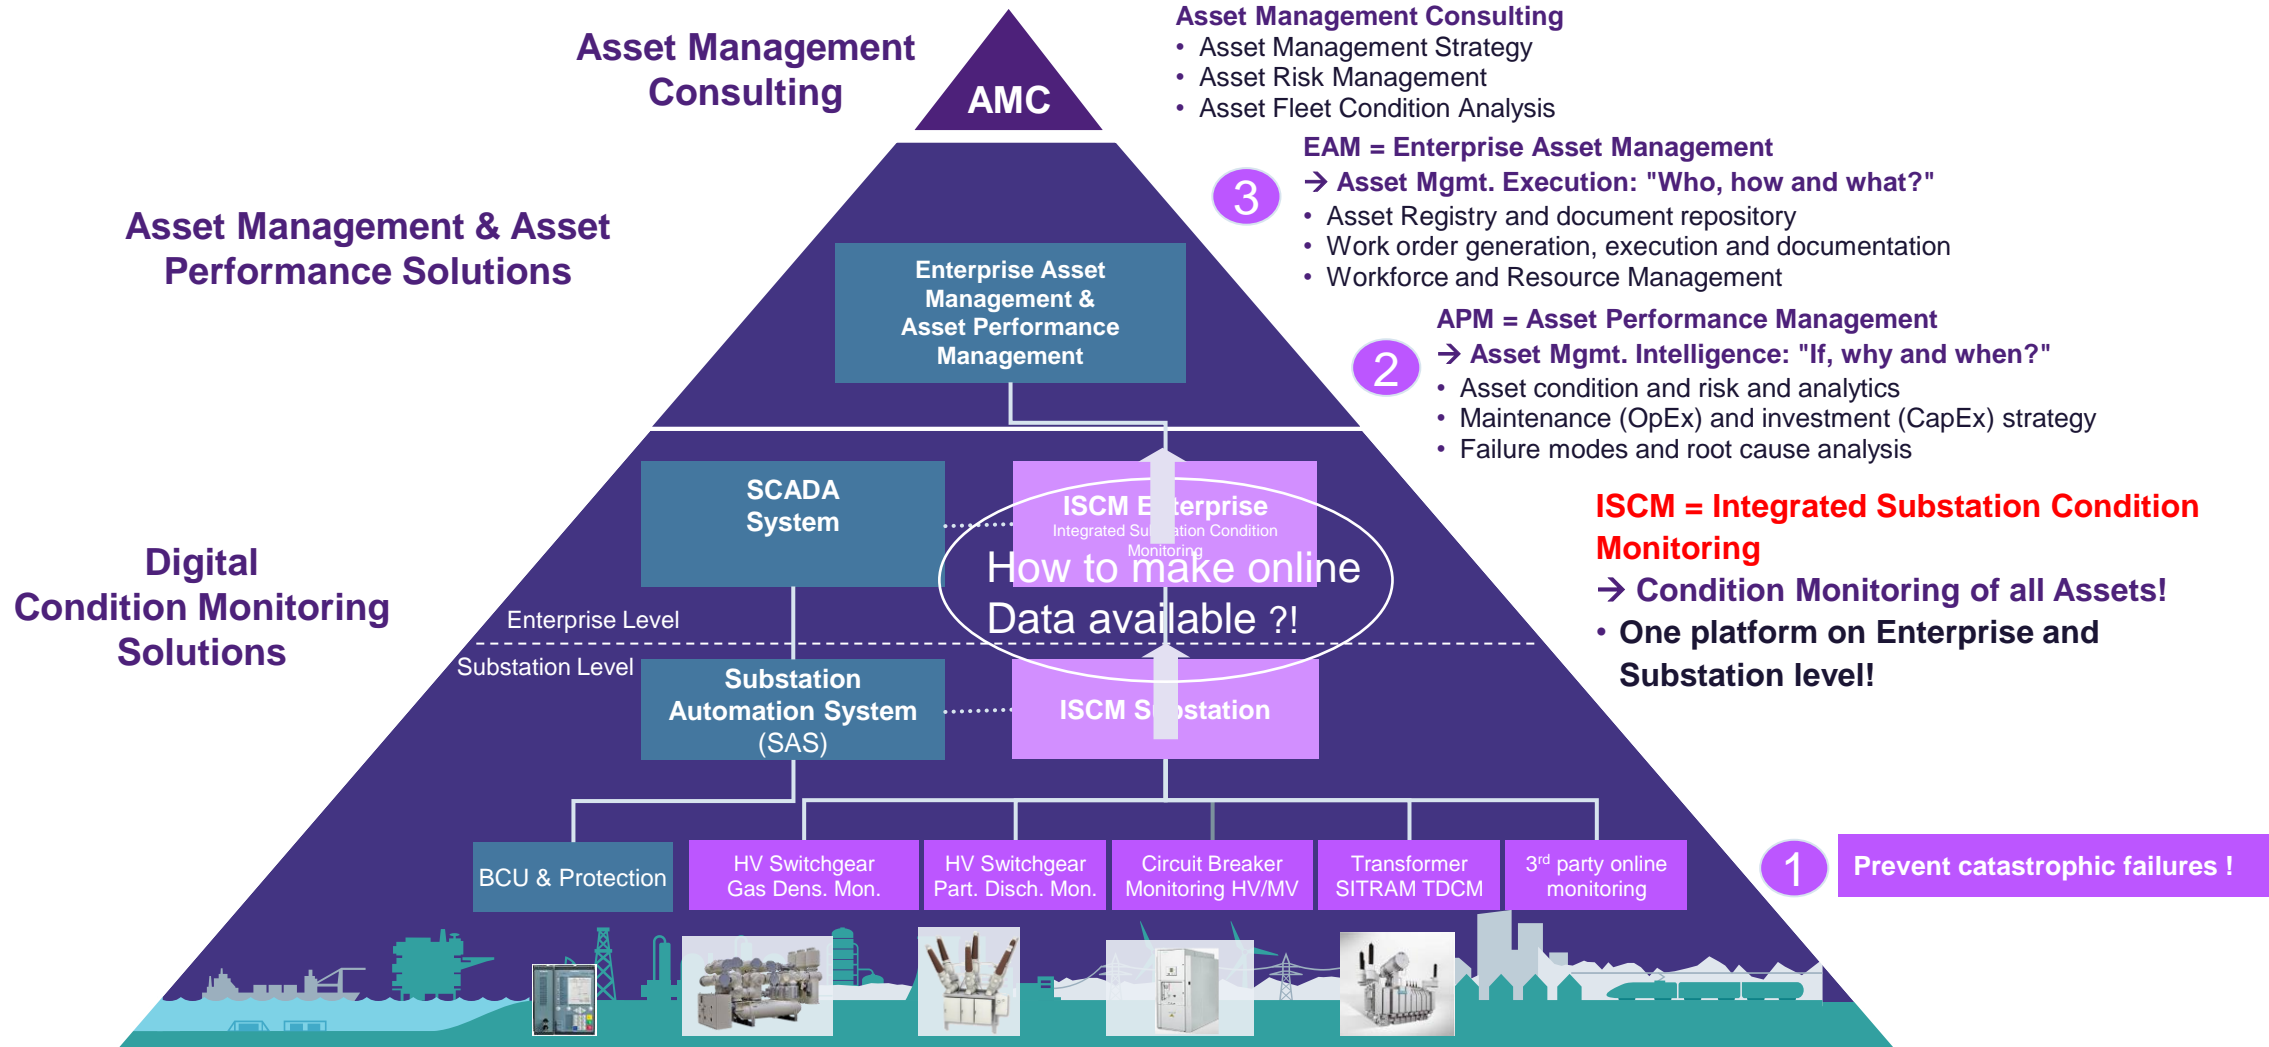 Asset Management
Consulting
AMC
Asset Management Consulting
• Asset Management Strategy
• Asset Risk Management
• Asset Fleet Condition Analysis
EAM = Enterprise Asset Management
3
→ Asset Mgmt. Execution: "Who, how and what?"
• Asset Registry and document repository
• Work order generation, execution and documentation
• Workforce and Resource Management
Asset Management & Asset
Performance Solutions
Enterprise Asset
Management &
Asset Performance
Management
APM = Asset Performance Management
2
→ Asset Mgmt. Intelligence: "If, why and when?"
• Asset condition and risk and analytics
• Maintenance (OpEx) and investment (CapEx) strategy
• Failure modes and root cause analysis
Digital
Condition Monitoring
Solutions
SCADA
System
ISCM Enterprise
Integrated Substation Condition
Monitoring
How to make online
Data available ?!
ISCM = Integrated Substation Condition
Monitoring
→ Condition Monitoring of all Assets!
• One platform on Enterprise and
Substation level!
Enterprise Level
Substation Level
Substation
Automation System
(SAS)
ISCM Substation
BCU & Protection
HV Switchgear
Gas Dens. Mon.
HV Switchgear
Part. Disch. Mon.
Circuit Breaker
Monitoring HV/MV
Transformer
SITRAM TDCM
3rd party online
monitoring
1
Prevent catastrophic failures !